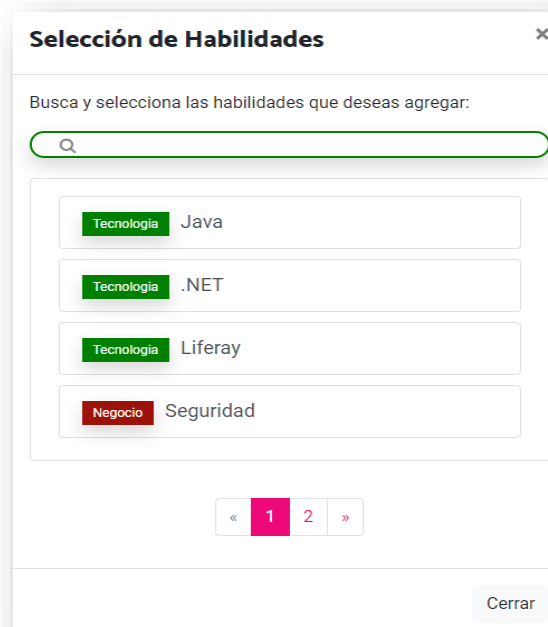 Selección de Habilidades ×
Busca y selecciona las habilidades que deseas agregar:
Tecnologia Java
Tecnologia .NET
Tecnologia Liferay
Negocio Seguridad
« 1 2 »
Cerrar